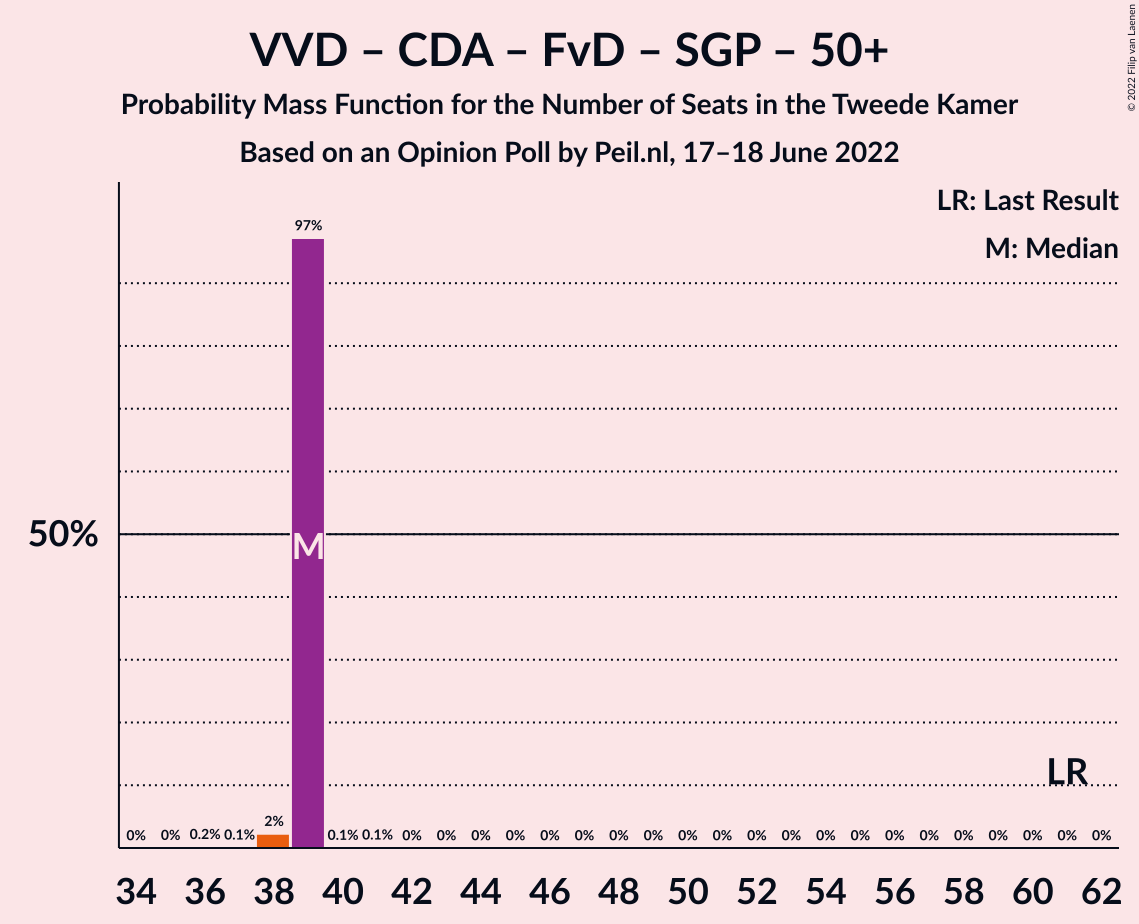 VVD – CDA – FvD – SGP – 50+
Probability Mass Function for the Number of Seats in the Tweede Kamer
Based on an Opinion Poll by Peil.nl, 17–18 June 2022
© 2022 Filip van Laenen
LR: Last Result
M: Median
97%
50%
M
LR
0% 0% 0.2% 0.1% 2% 0.1% 0.1% 0% 0% 0% 0% 0% 0% 0% 0% 0% 0% 0% 0% 0% 0% 0% 0% 0% 0% 0% 0% 0%
34 36 38 40 42 44 46 48 50 52 54 56 58 60 62